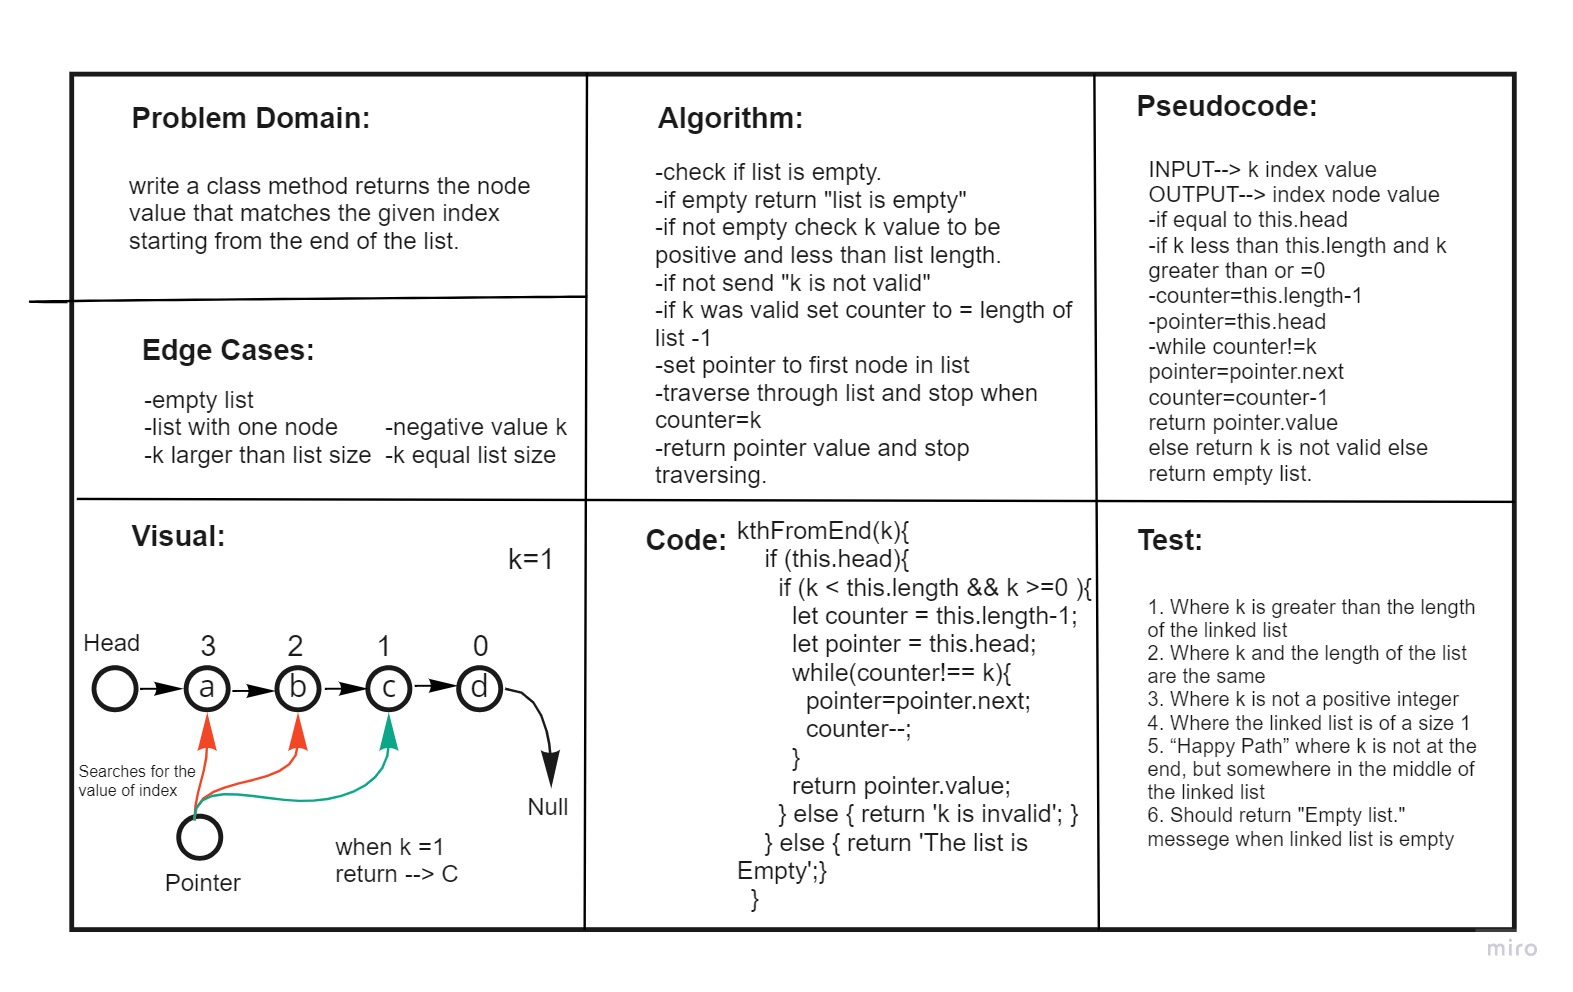 Problem Domain:
write a class method returns the node
value that matches the given index
starting from the end of the list.
Edge Cases:
-empty list
-list with one node
-k larger than list size
-negative value k
-k equal list size
Algorithm:
-check if list is empty.
-if empty return "list is empty"
-if not empty check k value to be
positive and less than list length.
-if not send "k is not valid"
-if k was valid set counter to = length of
list -1
-set pointer to first node in list
-traverse through list and stop when
counter=k
-return pointer value and stop
traversing.
Pseudocode:
INPUT--> k index value
OUTPUT--> index node value
-if equal to this.head
-if k less than this.length and k
greater than or =0
-counter=this.length-1
-pointer=this.head
-while counter!=k
pointer=pointer.next
counter=counter-1
return pointer.value
else return k is not valid else
return empty list.
Visual:
k=1
Head
3 2 1 0
a b c d
Searches for the
value of index
Null
Pointer
when k =1
return --> C
Code:
kthFromEnd(k){
if (this.head){
if (k < this.length && k >=0 ){
let counter = this.length-1;
let pointer = this.head;
while(counter!== k){
pointer=pointer.next;
counter--;
}
return pointer.value;
} else { return 'k is invalid'; }
} else { return 'The list is
Empty';}
}
Test:
1. Where k is greater than the length
of the linked list
2. Where k and the length of the list
are the same
3. Where k is not a positive integer
4. Where the linked list is of a size 1
5. “Happy Path” where k is not at the
end, but somewhere in the middle of
the linked list
6. Should return "Empty list."
messege when linked list is empty
miro